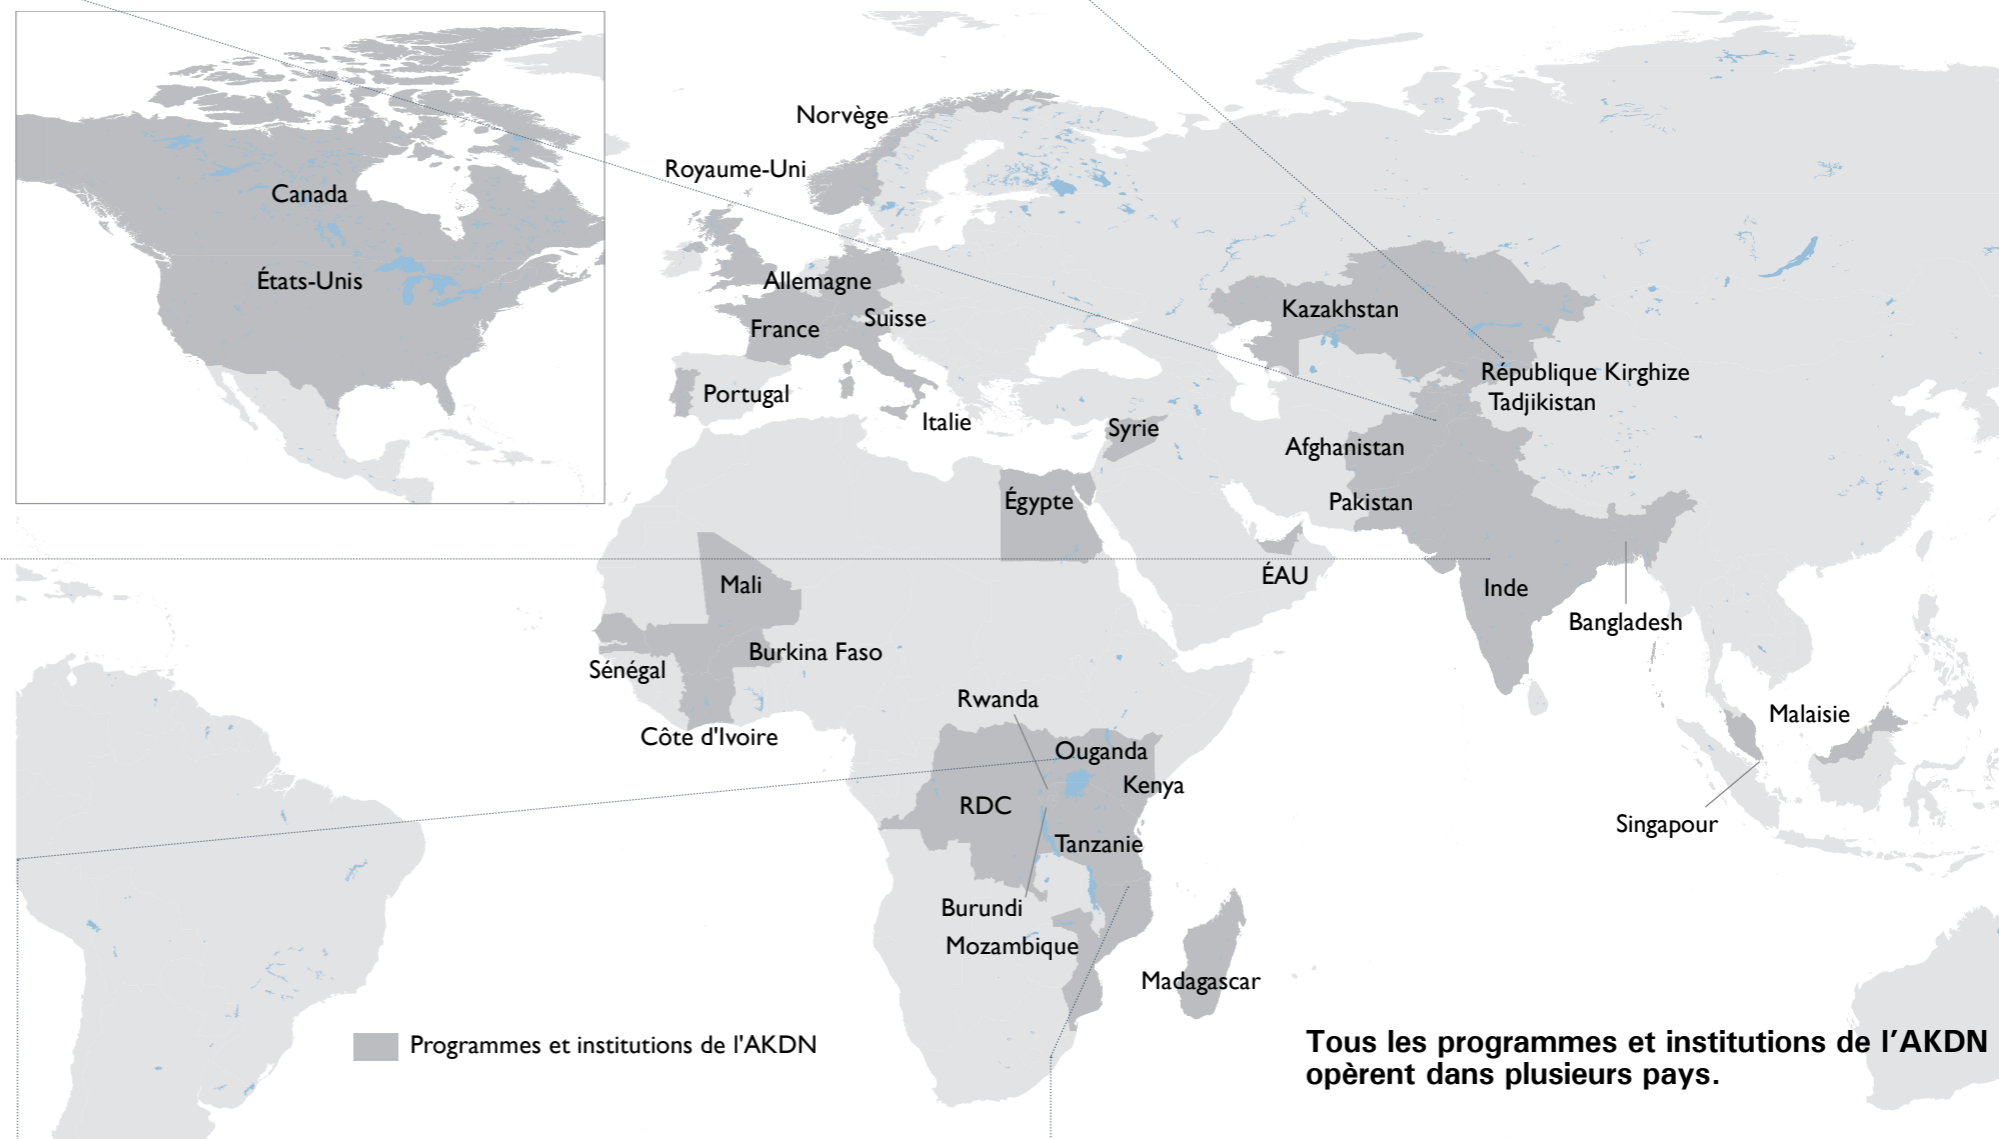 Norvège
Royaume-Uni
Canada
États-Unis
Allemagne
Suisse
France
Kazakhstan
République Kirghize
Tadjikistan
Portugal
Italie
Syrie
Afghanistan
Égypte
Pakistan
Mali
ÉAU
Inde
Bangladesh
Burkina Faso
Sénégal
Rwanda
Malaisie
Côte d'Ivoire
Ouganda
Kenya
RDC
Singapour
Tanzanie
Burundi
Mozambique
Madagascar
Programmes et institutions de l'AKDN
Tous les programmes et institutions de l’AKDN
opèrent dans plusieurs pays.